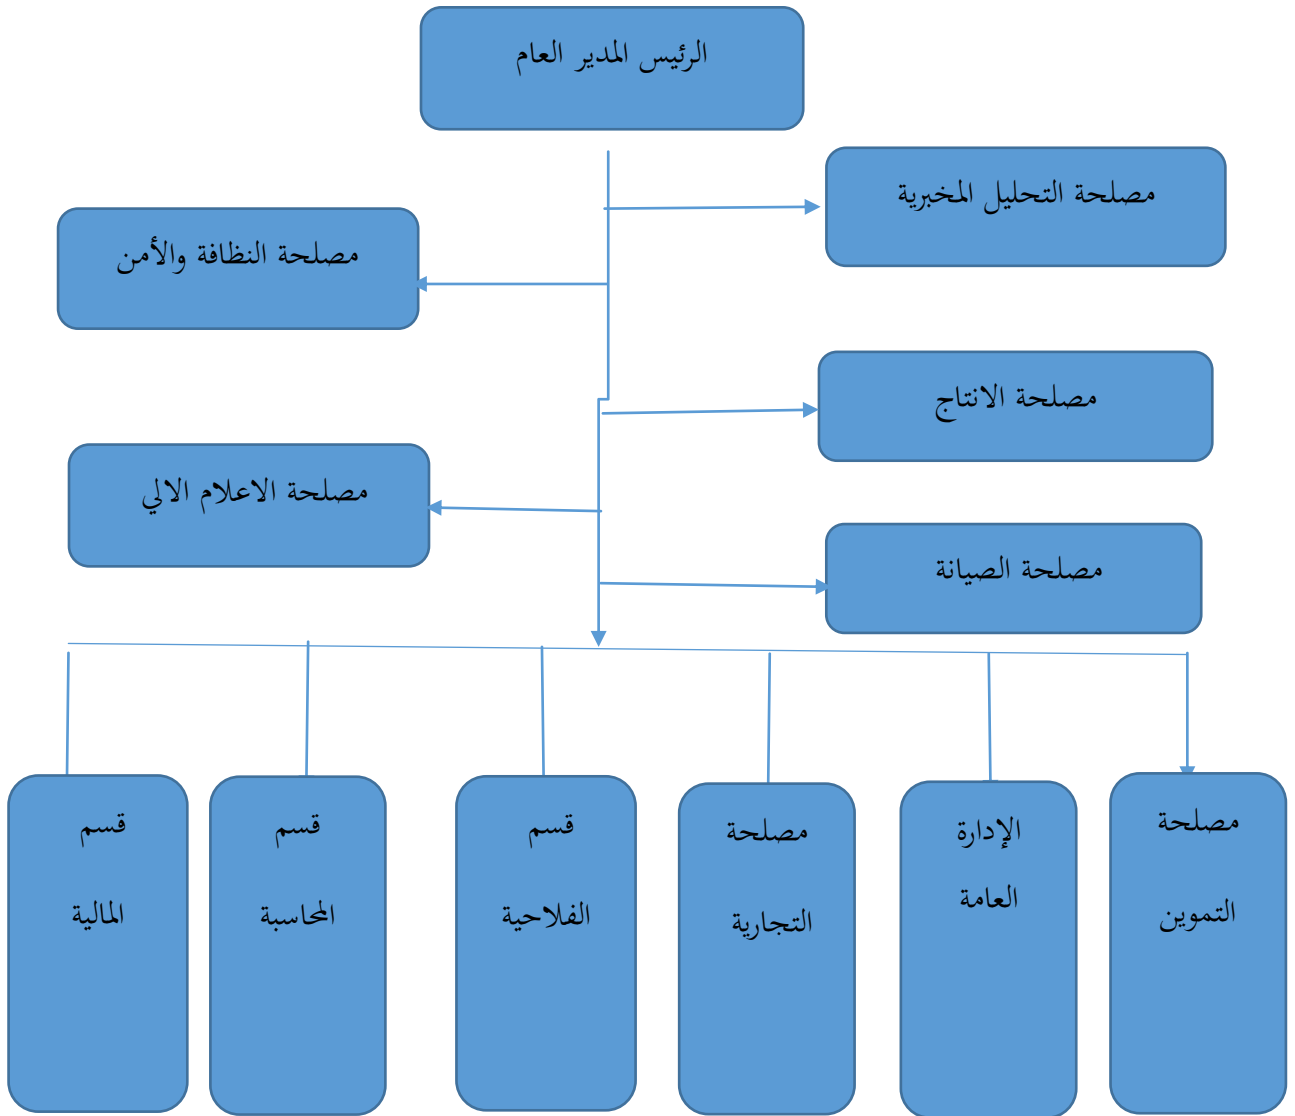 الرئيس المدير العام
مصلحة التحليل المخبرية
مصلحة النظافة والأمن
مصلحة الانتاج
مصلحة الاعلام الالي
مصلحة الصيانة
مصلحة
التموين
الإدارة
العامة
مصلحة
التجارية
قسم
الفلاحية
قسم
المحاسبة
قسم
المالية